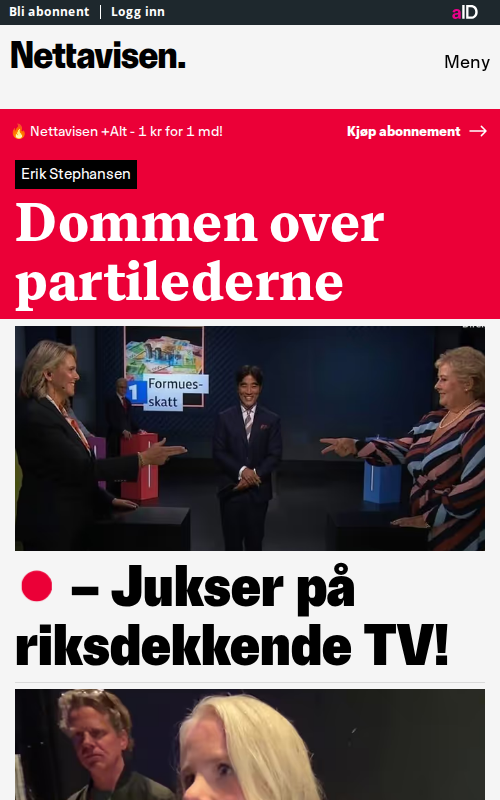 Bli abonnent
Logg inn
aID
Nettavisen.
Meny
🔥 Nettavisen +Alt - 1 kr for 1 md!
Kjøp abonnement →
Erik Stephansen
Dommen over
partilederne
1 Formues-
skatt
– Jukser på
riksdekkende TV!